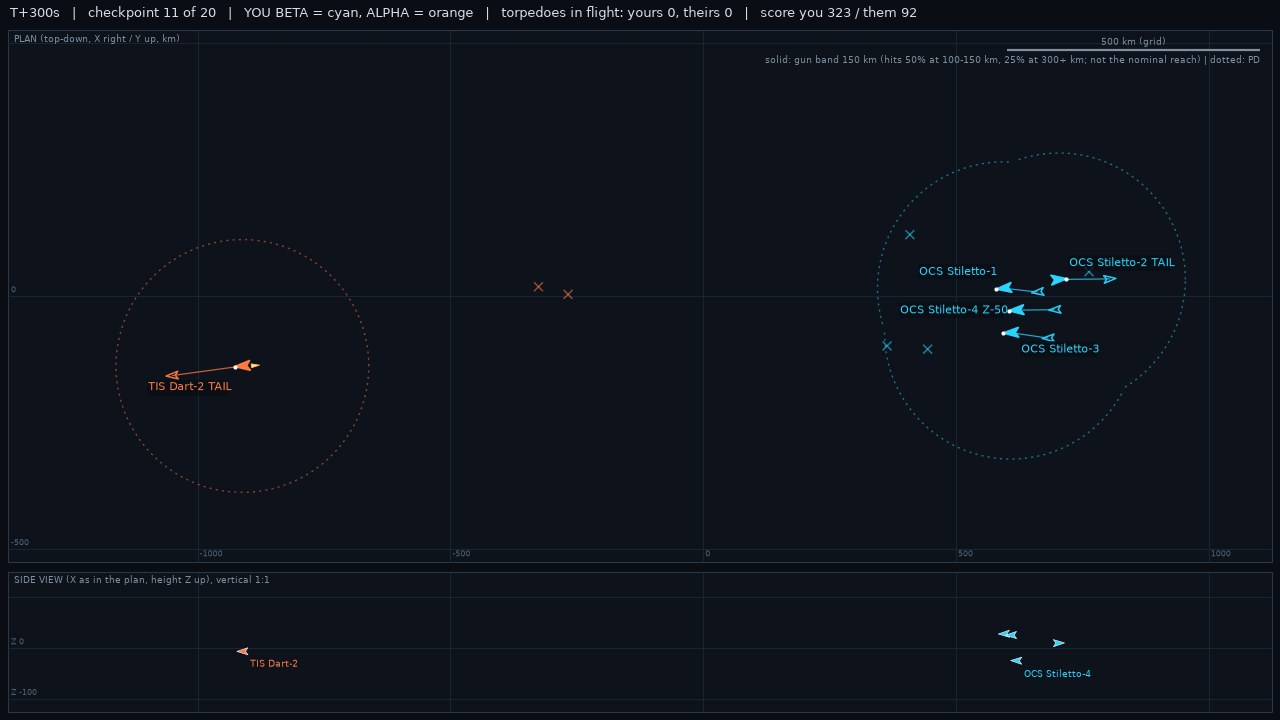 T+300s | checkpoint 11 of 20 | YOU BETA = cyan, ALPHA = orange | torpedoes in flight: yours 0, theirs 0 | score you 323 / them 92
PLAN (top-down, X right / Y up, km)
500 km (grid)
solid: gun band 150 km (hits 50% at 100-150 km, 25% at 300+ km; not the nominal reach) | dotted: PD
OCS Stiletto-2 TAIL
OCS Stiletto-1
0
OCS Stiletto-4 Z-50
OCS Stiletto-3
TIS Dart-2 TAIL
-500
-1000
-500
0
500
1000
SIDE VIEW (X as in the plan, height Z up), vertical 1:1
Z 0
TIS Dart-2
OCS Stiletto-4
Z -100